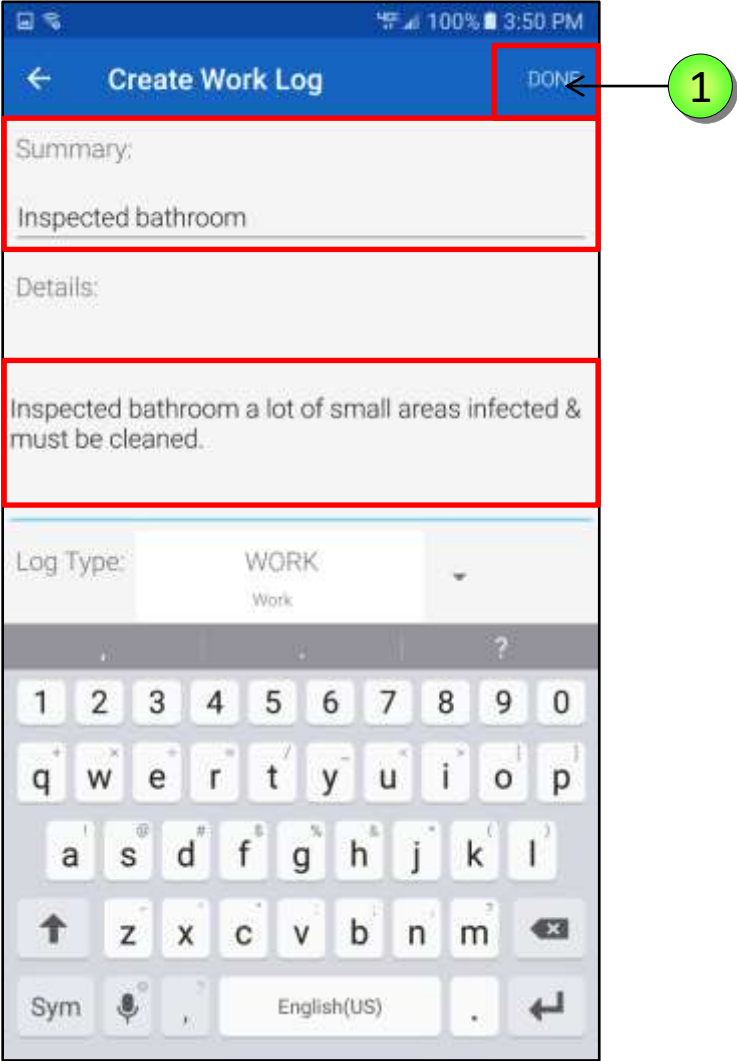 100% 3:50 PM
Create Work Log DONE
1
Summary:
Inspected bathroom
Details:
Inspected bathroom a lot of small areas infected &
must be cleaned.
Log Type: WORK
Work
, . ?
1 2 3 4 5 6 7 8 9 0
q w e r t y u i o p
a s d f g h j k l
z x c v b n m
Sym , English(US) .